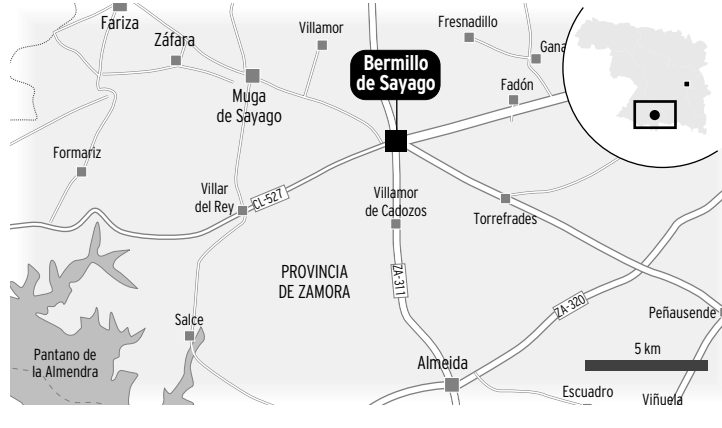 Fariza
Záfara
Villamor
Fresnadillo
Gana
Bermillo
de Sayago
Fadón
Muga
de Sayago
Formariz
Villar
del Rey
CL-527
Villamor
de Cadozos
Torrefrades
PROVINCIA
DE ZAMORA
ZA-311
ZA-320
Peñausende
Salce
5 km
Pantano de
la Almendra
Almeida
Escuadro
Viñuela